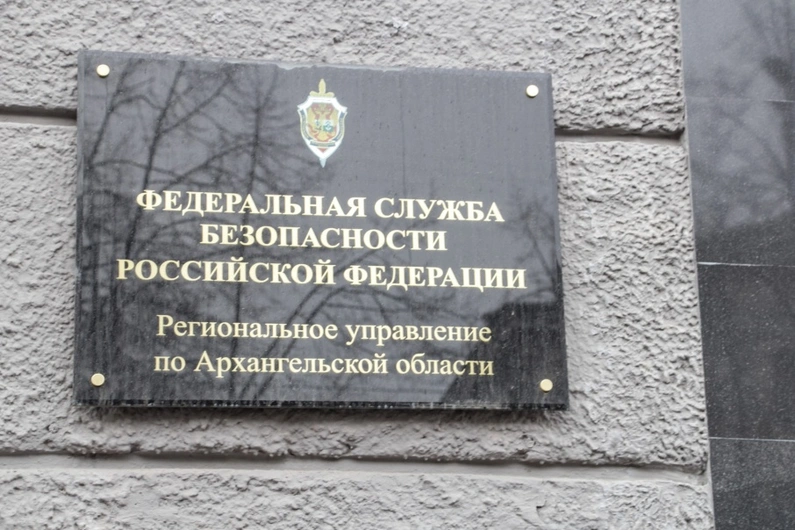 ФЕДЕРАЛЬНАЯ СЛУЖБА
БЕЗОПАСНОСТИ
РОССИЙСКОЙ ФЕДЕРАЦИИ
Региональное управление
по Архангельской области